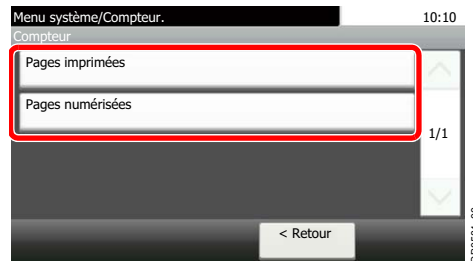 Menu système/Compteur.
10:10
Compteur
Pages imprimées
Pages numérisées
1/1
< Retour